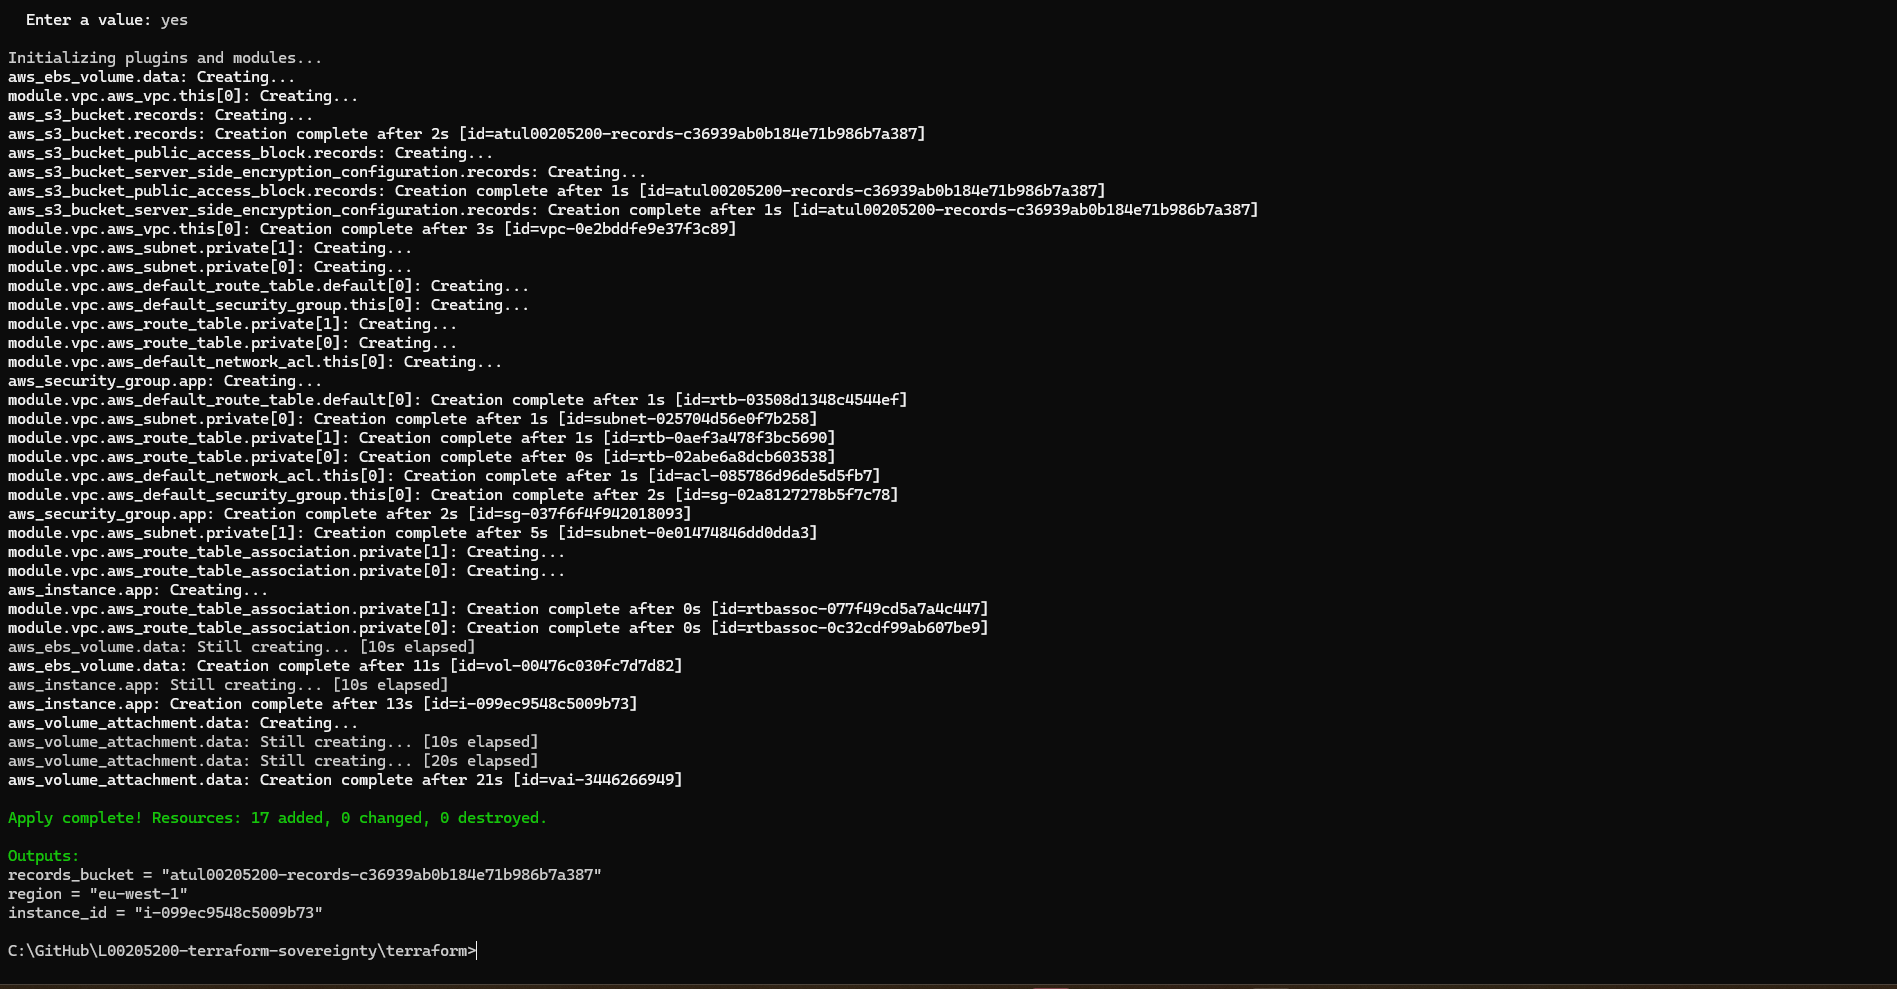 Enter a value: yes
Initializing plugins and modules...
aws_ebs_volume.data: Creating...
module.vpc.aws_vpc.this[0]: Creating...
aws_s3_bucket.records: Creating...
aws_s3_bucket.records: Creation complete after 2s [id=atul00205200-records-c36939ab0b184e71b986b7a387]
aws_s3_bucket_public_access_block.records: Creating...
aws_s3_bucket_server_side_encryption_configuration.records: Creating...
aws_s3_bucket_public_access_block.records: Creation complete after 1s [id=atul00205200-records-c36939ab0b184e71b986b7a387]
aws_s3_bucket_server_side_encryption_configuration.records: Creation complete after 1s [id=atul00205200-records-c36939ab0b184e71b986b7a387]
module.vpc.aws_vpc.this[0]: Creation complete after 3s [id=vpc-0e2bddfe9e37f3c89]
module.vpc.aws_subnet.private[1]: Creating...
module.vpc.aws_subnet.private[0]: Creating...
module.vpc.aws_default_route_table.default[0]: Creating...
module.vpc.aws_default_security_group.this[0]: Creating...
module.vpc.aws_route_table.private[1]: Creating...
module.vpc.aws_route_table.private[0]: Creating...
module.vpc.aws_default_network_acl.this[0]: Creating...
aws_security_group.app: Creating...
module.vpc.aws_default_route_table.default[0]: Creation complete after 1s [id=rtb-03508d1348c4544ef]
module.vpc.aws_subnet.private[0]: Creation complete after 1s [id=subnet-025704d56e0f7b258]
module.vpc.aws_route_table.private[1]: Creation complete after 1s [id=rtb-0aef3a478f3bc5690]
module.vpc.aws_route_table.private[0]: Creation complete after 0s [id=rtb-02abe6a8dcb603538]
module.vpc.aws_default_network_acl.this[0]: Creation complete after 1s [id=acl-085786d96de5d5fb7]
module.vpc.aws_default_security_group.this[0]: Creation complete after 2s [id=sg-02a8127278b5f7c78]
aws_security_group.app: Creation complete after 2s [id=sg-037f6f4f942018093]
module.vpc.aws_subnet.private[1]: Creation complete after 5s [id=subnet-0e01474846dd0dda3]
module.vpc.aws_route_table_association.private[1]: Creating...
module.vpc.aws_route_table_association.private[0]: Creating...
aws_instance.app: Creating...
module.vpc.aws_route_table_association.private[1]: Creation complete after 0s [id=rtbassoc-077f49cd5a7a4c447]
module.vpc.aws_route_table_association.private[0]: Creation complete after 0s [id=rtbassoc-0c32cdf99ab607be9]
aws_ebs_volume.data: Still creating... [10s elapsed]
aws_ebs_volume.data: Creation complete after 11s [id=vol-00476c030fc7d7d82]
aws_instance.app: Still creating... [10s elapsed]
aws_instance.app: Creation complete after 13s [id=i-099ec9548c5009b73]
aws_volume_attachment.data: Creating...
aws_volume_attachment.data: Still creating... [10s elapsed]
aws_volume_attachment.data: Still creating... [20s elapsed]
aws_volume_attachment.data: Creation complete after 21s [id=vai-3446266949]
Apply complete! Resources: 17 added, 0 changed, 0 destroyed.
Outputs:
records_bucket = "atul00205200-records-c36939ab0b184e71b986b7a387"
region = "eu-west-1"
instance_id = "i-099ec9548c5009b73"
C:\GitHub\L00205200-terraform-sovereignty\terraform>